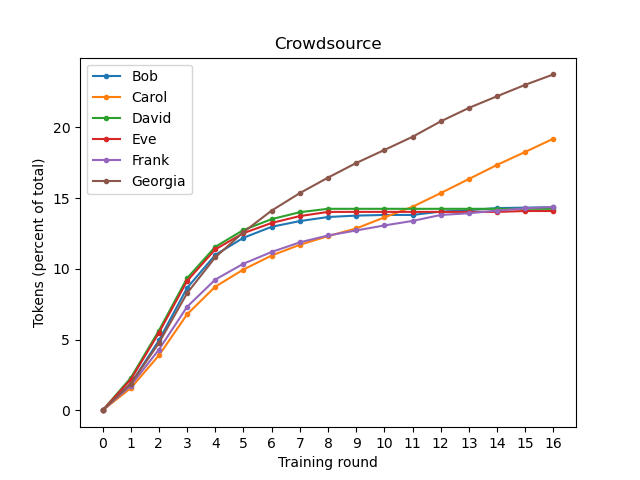 Crowdsource
Bob
Carol
David
Eve
Frank
Georgia
Tokens (percent of total)
20
15
10
5
0
0 1 2 3 4 5 6 7 8 9 10 11 12 13 14 15 16
Training round